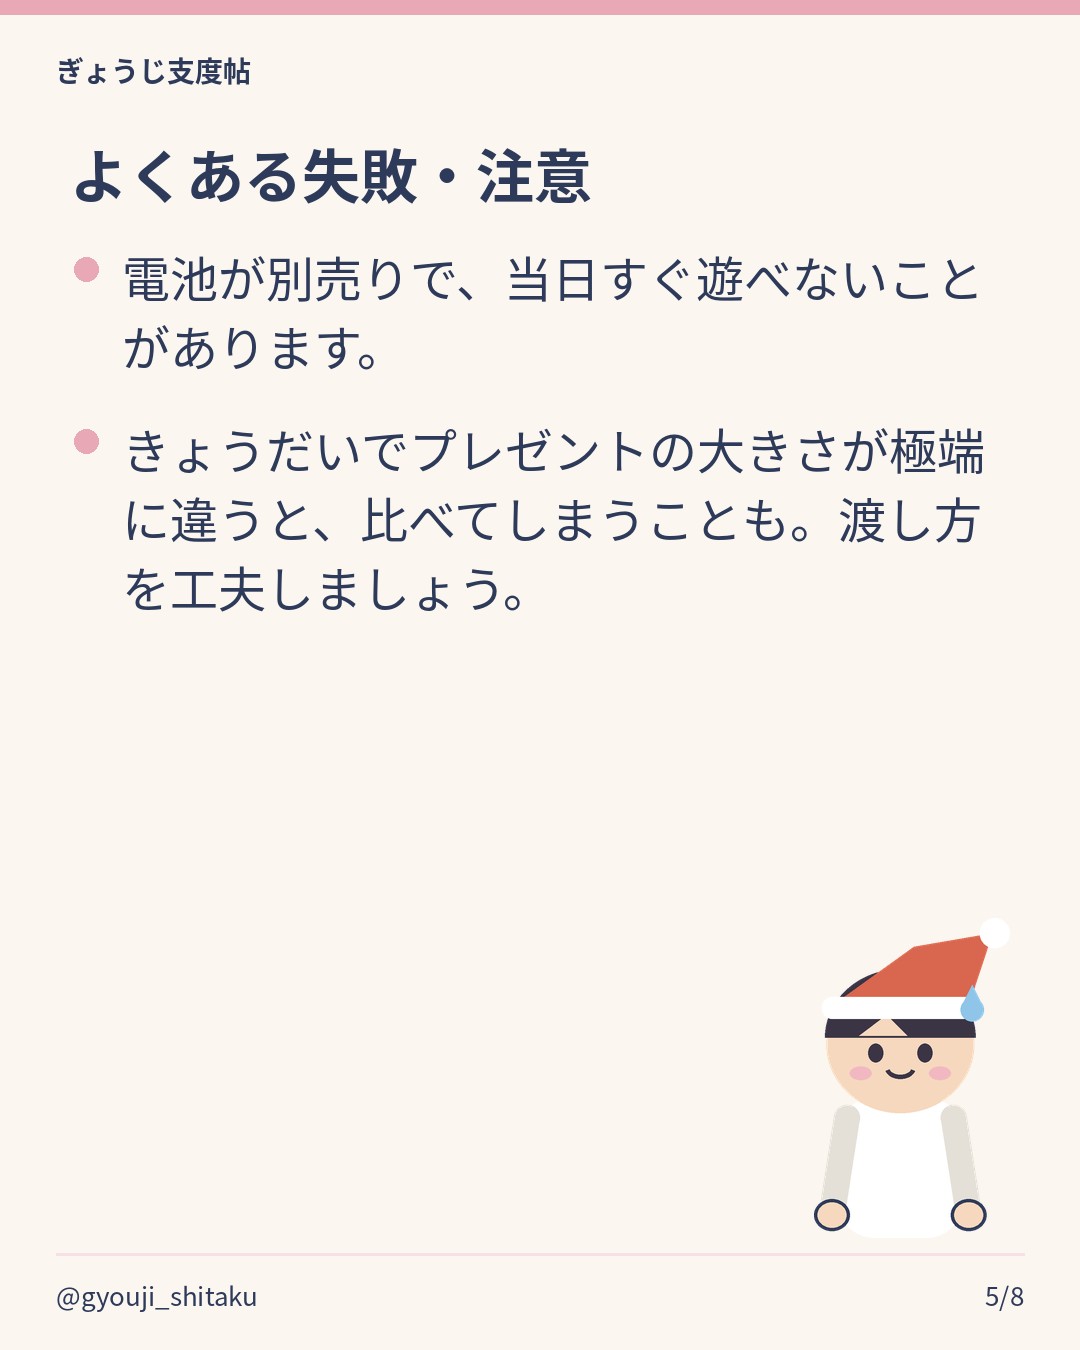 ぎょうじ支度帖
よくある失敗・注意
電池が別売りで、当日すぐ遊べないこと
があります。
きょうだいでプレゼントの大きさが極端
に違うと、比べてしまうことも。渡し方
を工夫しましょう。
@gyouji_shitaku
5/8